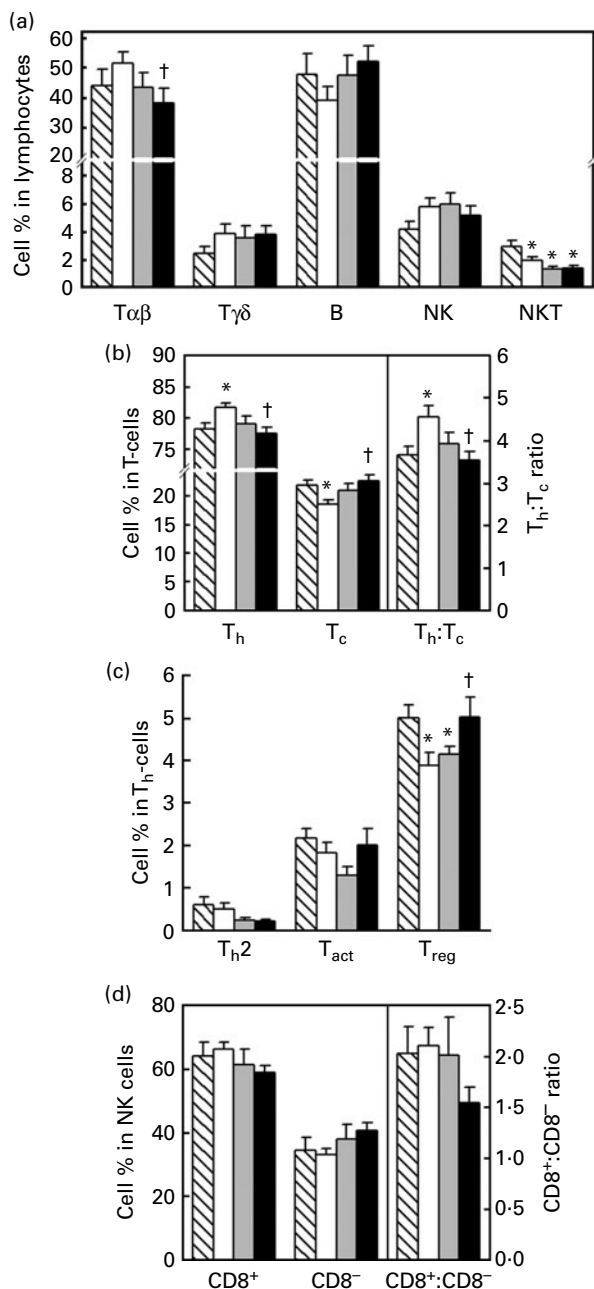 (a)
Cell % in lymphocytes
60
50
40
30
20
8
6
4
2
0
†
* * *
Tαβ Tγδ B NK NKT
(b)
Cell % in T-cells
90
85
80
75
20
15
10
5
0
* † * † * †
6
5
4
3
2
1
0
Tₕ:T꜀ ratio
Tₕ T꜀ Tₕ:T꜀
(c)
Cell % in Tₕ-cells
6
5
4
3
2
1
0
* * †
Tₕ2 Tact Treg
(d)
Cell % in NK cells
80
60
40
20
0
2·5
2·0
1·5
1·0
0·5
0·0
CD8⁺:CD8⁻ ratio
CD8⁺ CD8⁻ CD8⁺:CD8⁻